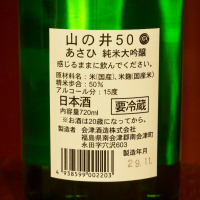 山の井50
あさひ 純米大吟醸
感じるままに飲んでください。
原材料名：米(国産)、米麹(国産米)
精米歩合：50%
アルコール分：15度
日本酒 要冷蔵
内容量720ml
※お酒は20歳になってから。
製造者 会津酒造株式会社
福島県南会津郡南会津町
永田字穴沢603
製造年月
29.11
4938599002203